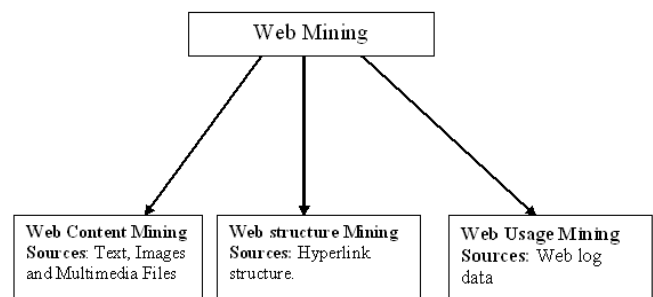 Web Mining
Web Content Mining
Sources: Text, Images
and Multimedia Files
Web structure Mining
Sources: Hyperlink
structure.
Web Usage Mining
Sources: Web log
data